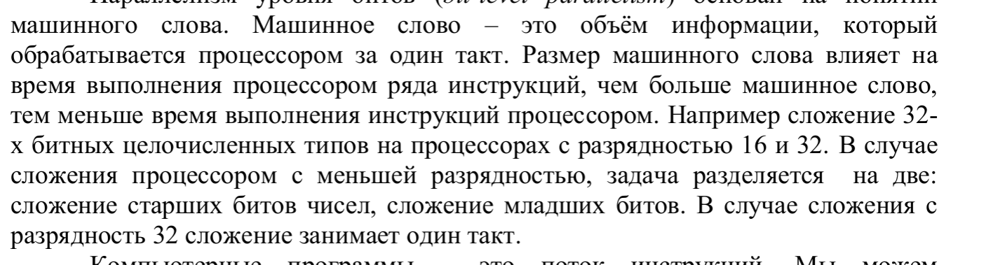 Параллелизм уровня битов (bit-level parallelism) основан на понятии
машинного слова. Машинное слово – это объём информации, который
обрабатывается процессором за один такт. Размер машинного слова влияет на
время выполнения процессором ряда инструкций, чем больше машинное слово,
тем меньше время выполнения инструкций процессором. Например сложение 32-
х битных целочисленных типов на процессорах с разрядностью 16 и 32. В случае
сложения процессором с меньшей разрядностью, задача разделяется на две:
сложение старших битов чисел, сложение младших битов. В случае сложения с
разрядность 32 сложение занимает один такт.
Компьютерные программы – это поток инструкций. Мы можем